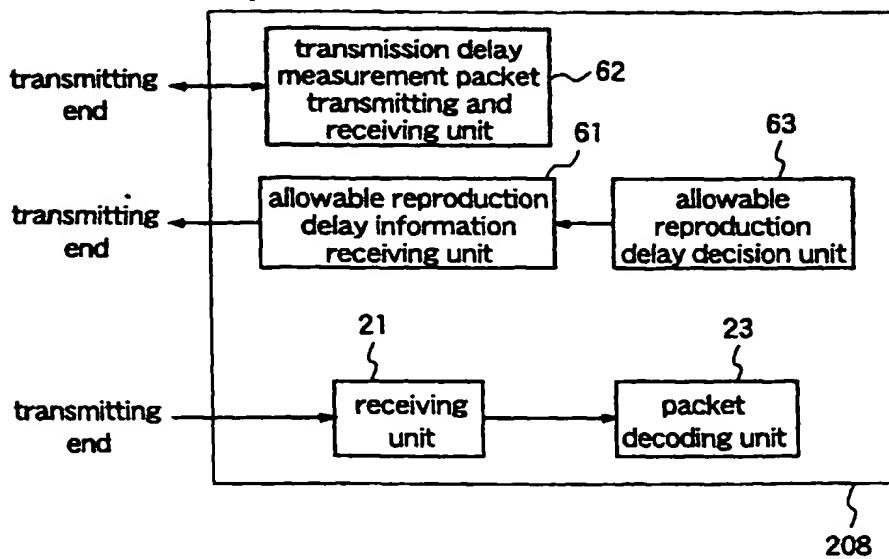 transmitting
end
transmission delay
measurement packet
transmitting and
receiving unit
62
61
63
transmitting
end
allowable reproduction
delay information
receiving unit
allowable
reproduction
delay decision unit
21
23
transmitting
end
receiving
unit
packet
decoding unit
208